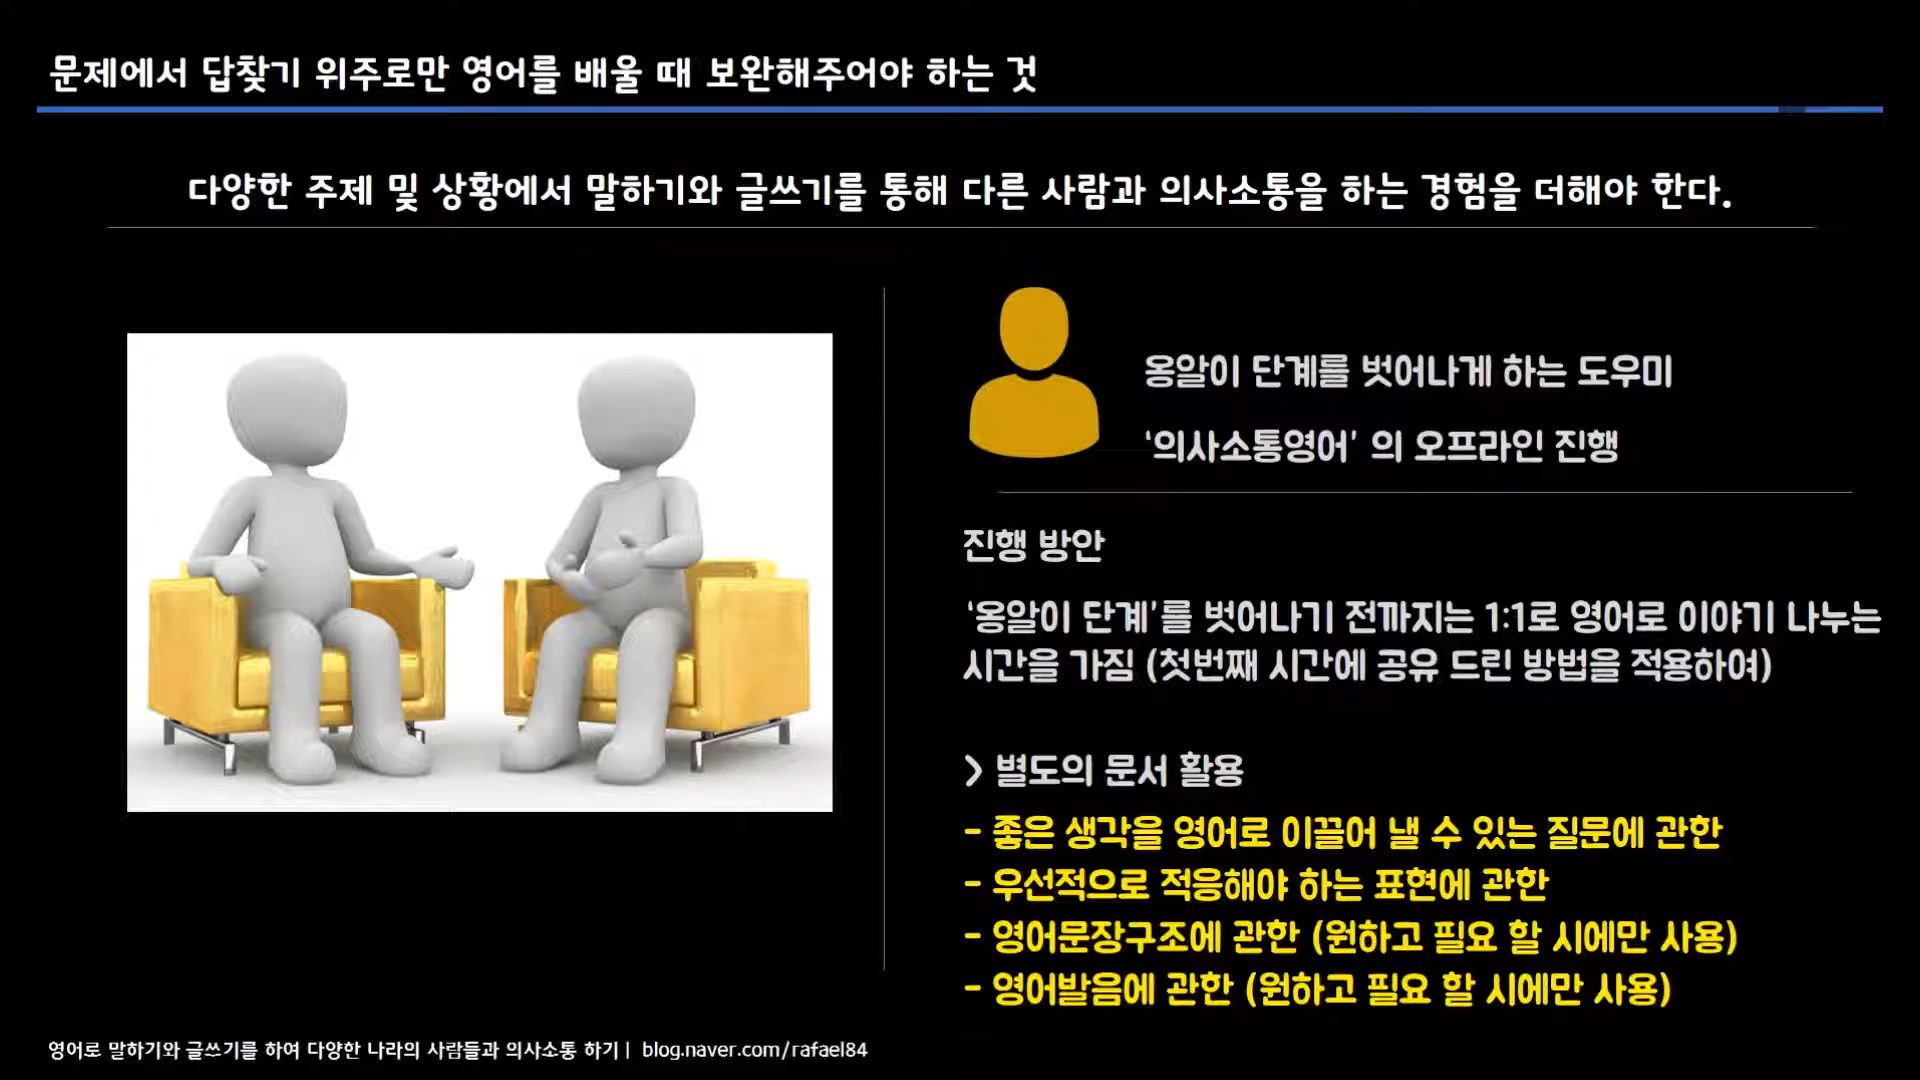 문제에서 답찾기 위주로만 영어를 배울 때 보완해주어야 하는 것
다양한 주제 및 상황에서 말하기와 글쓰기를 통해 다른 사람과 의사소통을 하는 경험을 더해야 한다.
옹알이 단계를 벗어나게 하는 도우미
‘의사소통영어’ 의 오프라인 진행
진행 방안
‘옹알이 단계’를 벗어나기 전까지는 1:1로 영어로 이야기 나누는
시간을 가짐 (첫번째 시간에 공유 드린 방법을 적용하여)
> 별도의 문서 활용
- 좋은 생각을 영어로 이끌어 낼 수 있는 질문에 관한
- 우선적으로 적응해야 하는 표현에 관한
- 영어문장구조에 관한 (원하고 필요 할 시에만 사용)
- 영어발음에 관한 (원하고 필요 할 시에만 사용)
영어로 말하기와 글쓰기를 하여 다양한 나라의 사람들과 의사소통 하기 | blog.naver.com/rafael84